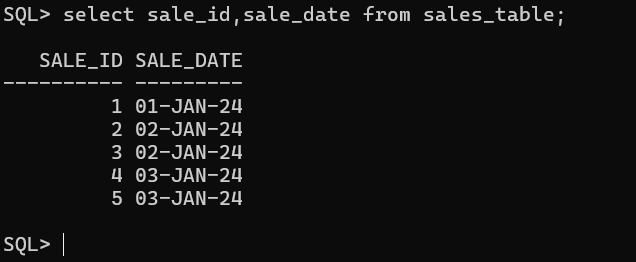 SQL> select sale_id,sale_date from sales_table;
   SALE_ID SALE_DATE
---------- ---------
         1 01-JAN-24
         2 02-JAN-24
         3 02-JAN-24
         4 03-JAN-24
         5 03-JAN-24
SQL>